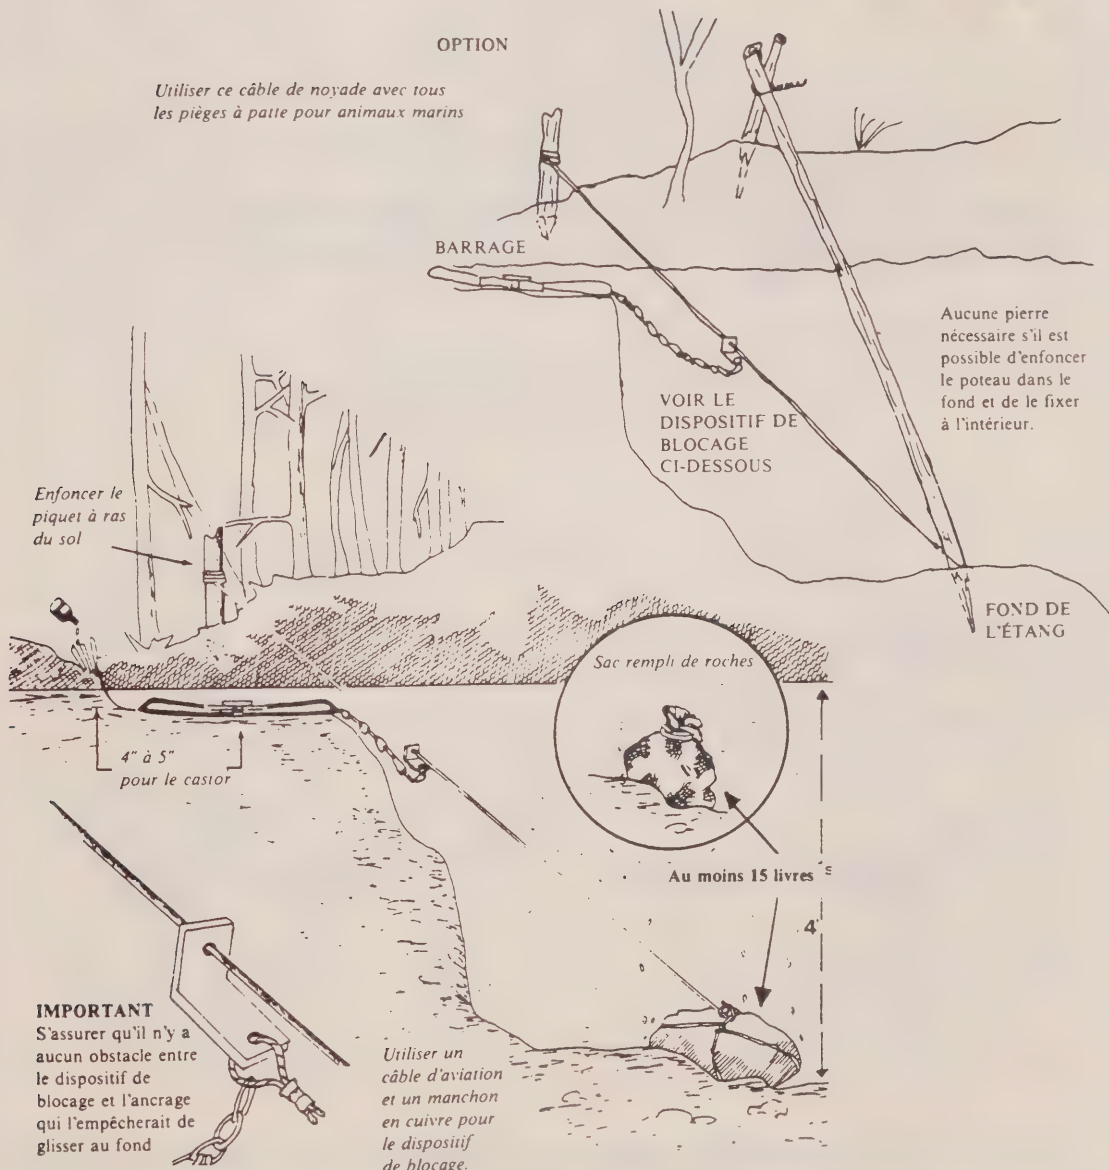 OPTION
Utiliser ce câble de noyade avec tous
les pièges à patte pour animaux marins
BARRAGE
Aucune pierre
nécessaire s'il est
possible d'enfoncer
le poteau dans le
fond et de le fixer
à l'intérieur.
VOIR LE
DISPOSITIF DE
BLOCAGE
CI-DESSOUS
Enfoncer le
piquet à ras
du sol
FOND DE
L'ÉTANG
Sac rempli de roches
4" à 5"
pour le castor
Au moins 15 livres
4'
IMPORTANT
S'assurer qu'il n'y a
aucun obstacle entre
le dispositif de
blocage et l'ancrage
qui l'empêcherait de
glisser au fond
Utiliser un
câble d'aviation
et un manchon
en cuivre pour
le dispositif
de blocage.